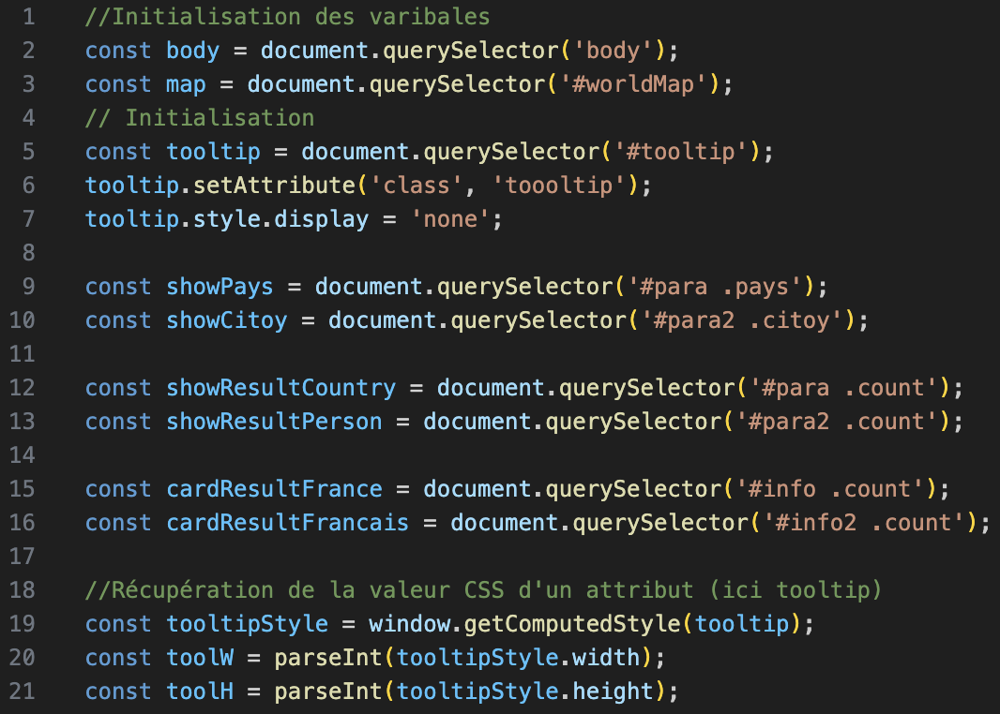 1 //Initialisation des varibales
2 const body = document.querySelector('body');
3 const map = document.querySelector('#worldMap');
4 // Initialisation
5 const tooltip = document.querySelector('#tooltip');
6 tooltip.setAttribute('class', 'toooltip');
7 tooltip.style.display = 'none';
8
9 const showPays = document.querySelector('#para .pays');
10 const showCitoy = document.querySelector('#para2 .citoy');
11
12 const showResultCountry = document.querySelector('#para .count');
13 const showResultPerson = document.querySelector('#para2 .count');
14
15 const cardResultFrance = document.querySelector('#info .count');
16 const cardResultFrancais = document.querySelector('#info2 .count');
17
18 //Récupération de la valeur CSS d'un attribut (ici tooltip)
19 const tooltipStyle = window.getComputedStyle(tooltip);
20 const toolW = parseInt(tooltipStyle.width);
21 const toolH = parseInt(tooltipStyle.height);